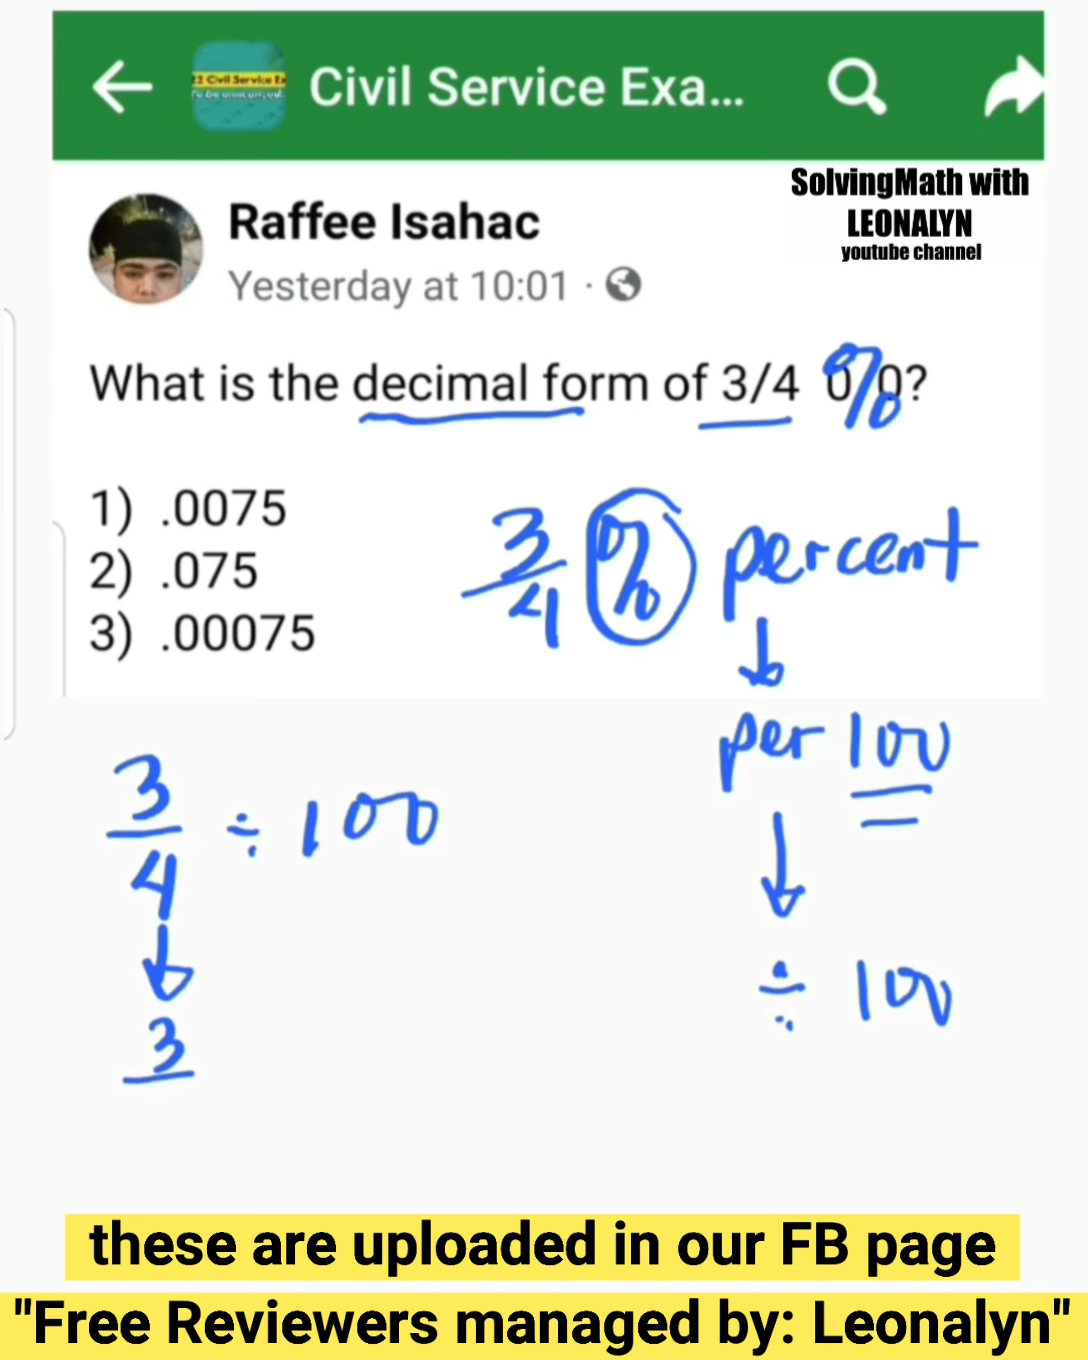 Civil Service Exa...
SolvingMath with
LEONALYN
youtube channel
Raffee Isahac
Yesterday at 10:01 ·
What is the decimal form of 3/4 %?
1) .0075
2) .075
3) .00075
3/4 % percent
per 100
3/4 ÷ 100
÷ 100
3
these are uploaded in our FB page
"Free Reviewers managed by: Leonalyn"